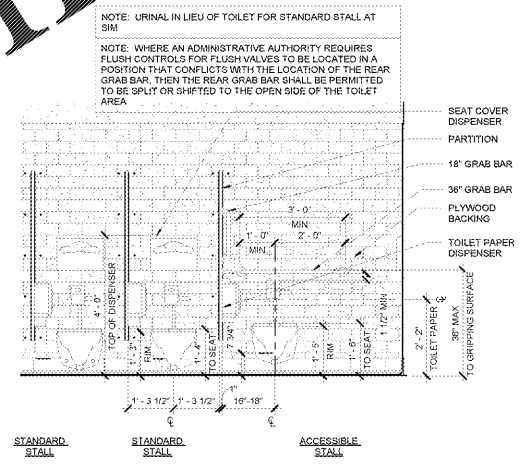 NOTE: URINAL IN LIEU OF TOILET FOR STANDARD STALL AT
SIM
NOTE: WHERE AN ADMINISTRATIVE AUTHORITY REQUIRES
FLUSH CONTROLS FOR FLUSH VALVES TO BE LOCATED IN A
POSITION THAT CONFLICTS WITH THE LOCATION OF THE REAR
GRAB BAR, THEN THE REAR GRAB BAR SHALL BE PERMITTED
TO BE SPLIT OR SHIFTED TO THE OPEN SIDE OF THE TOILET
AREA
SEAT COVER
DISPENSER
PARTITION
18" GRAB BAR
36" GRAB BAR
PLYWOOD
BACKING
TOILET PAPER
DISPENSER
3' - 0"
MIN
1' - 0"
2' - 0"
MIN
4' - 0"
TOP OF DISPENSER
1' - 3"
RIM
1' - 4"
TO SEAT
7 3/4"
1' - 5"
RIM
1' - 6"
TO SEAT
1 1/2" MIN
2' - 2"
TOILET PAPER ℄
36" MAX
TO GRIPPING SURFACE
1' - 3 1/2"
1' - 3 1/2"
1"
16"-18"
℄
℄
STANDARD
STALL
STANDARD
STALL
ACCESSIBLE
STALL